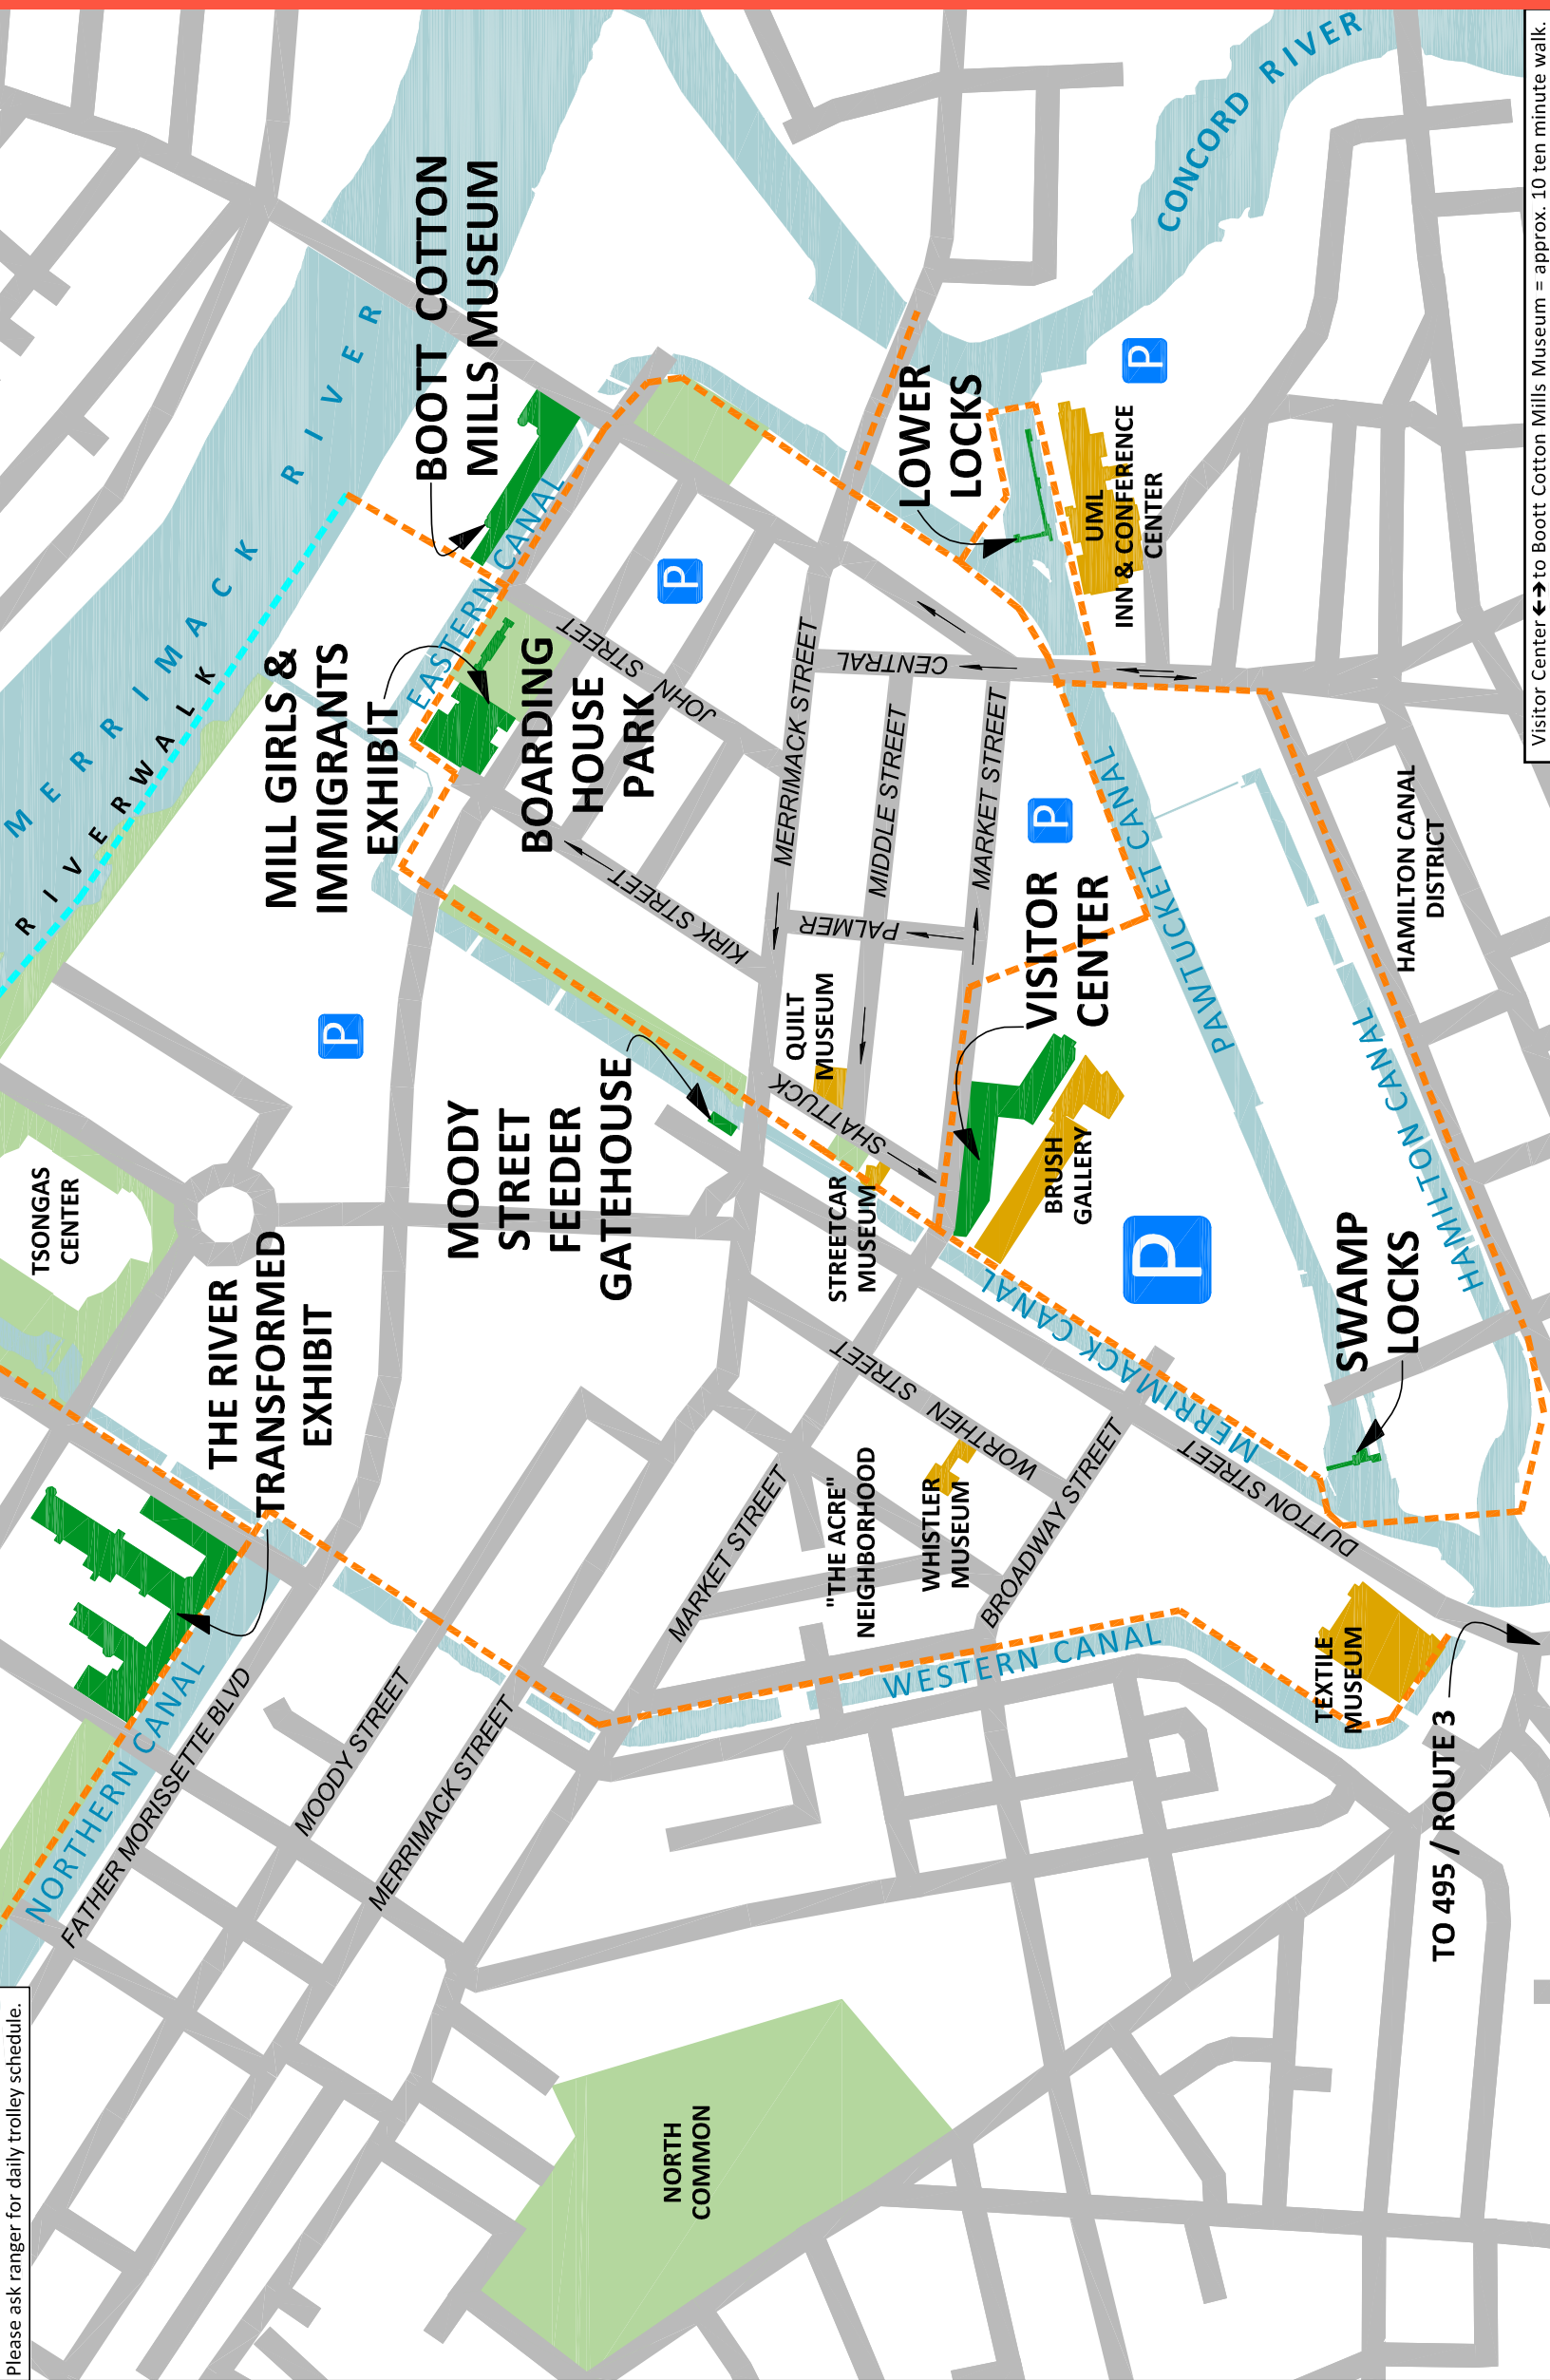 Please ask ranger for daily trolley schedule.
NORTHERN CANAL
FATHER MORISSETTE BLVD
MOODY STREET
MERRIMACK STREET
THE RIVER
TRANSFORMED
EXHIBIT
TSONGAS
CENTER
RIVERWALK
MERRIMACK RIVER
MILL GIRLS &
IMMIGRANTS
EXHIBIT
BOOTT COTTON
MILLS MUSEUM
EASTERN CANAL
BOARDING
HOUSE
PARK
JOHN STREET
P
P
KIRK STREET
MOODY
STREET
FEEDER
GATEHOUSE
MERRIMACK STREET
QUILT
MUSEUM
SHATTUCK
PALMER
MIDDLE STREET
CENTRAL
MARKET STREET
STREETCAR
MUSEUM
VISITOR
CENTER
BRUSH
GALLERY
P
P
LOWER
LOCKS
UML
INN & CONFERENCE
CENTER
P
CONCORD RIVER
PAWTUCKET CANAL
HAMILTON CANAL
HAMILTON CANAL
DISTRICT
SWAMP
LOCKS
MERRIMACK CANAL
DUTTON STREET
WORTHEN STREET
MARKET STREET
"THE ACRE"
NEIGHBORHOOD
WHISTLER
MUSEUM
BROADWAY STREET
WESTERN CANAL
TEXTILE
MUSEUM
TO 495 / ROUTE 3
NORTH
COMMON
Visitor Center ←→ to Boott Cotton Mills Museum = approx. 10 ten minute walk.